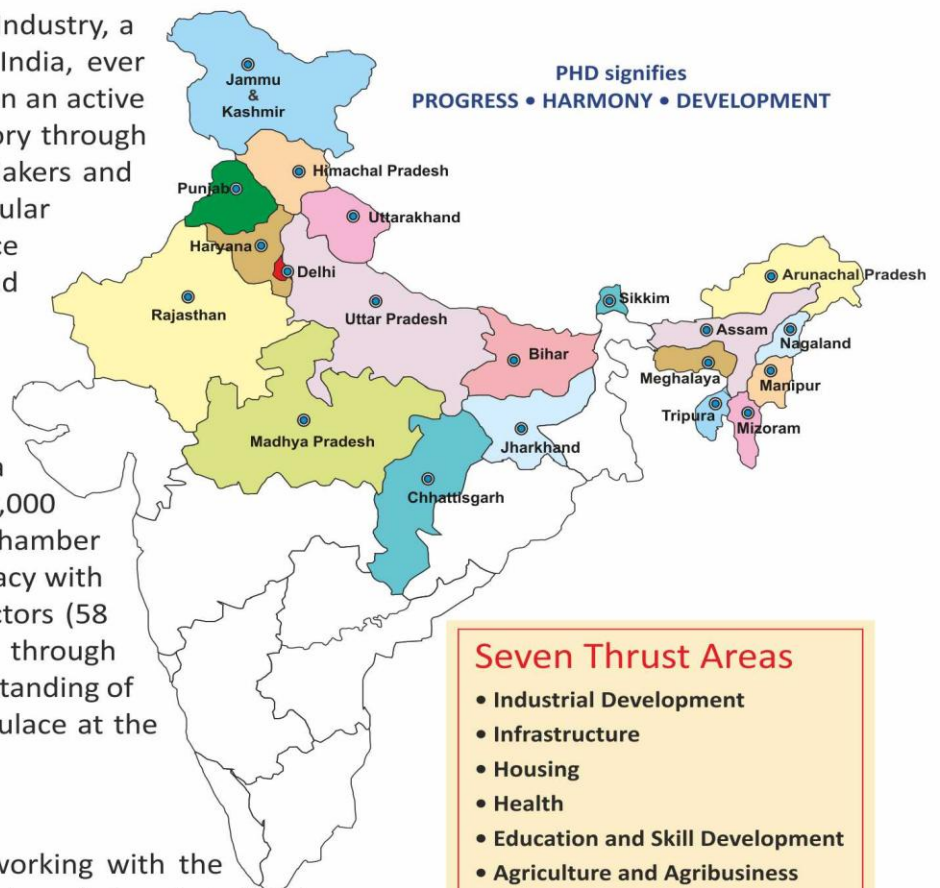 ndustry, a
India, ever
n an active
ory through
akers and
ular
ce
d
a
,000
hamber
acy with
ctors (58
through
tanding of
ulace at the
working with the
PHD signifies
PROGRESS • HARMONY • DEVELOPMENT
Jammu
&
Kashmir
Himachal Pradesh
Punjab
Uttarakhand
Haryana
Delhi
Rajasthan
Uttar Pradesh
Bihar
Sikkim
Arunachal Pradesh
Assam
Nagaland
Meghalaya
Manipur
Tripura
Mizoram
Madhya Pradesh
Jharkhand
Chhattisgarh
Seven Thrust Areas
• Industrial Development
• Infrastructure
• Housing
• Health
• Education and Skill Development
• Agriculture and Agribusiness